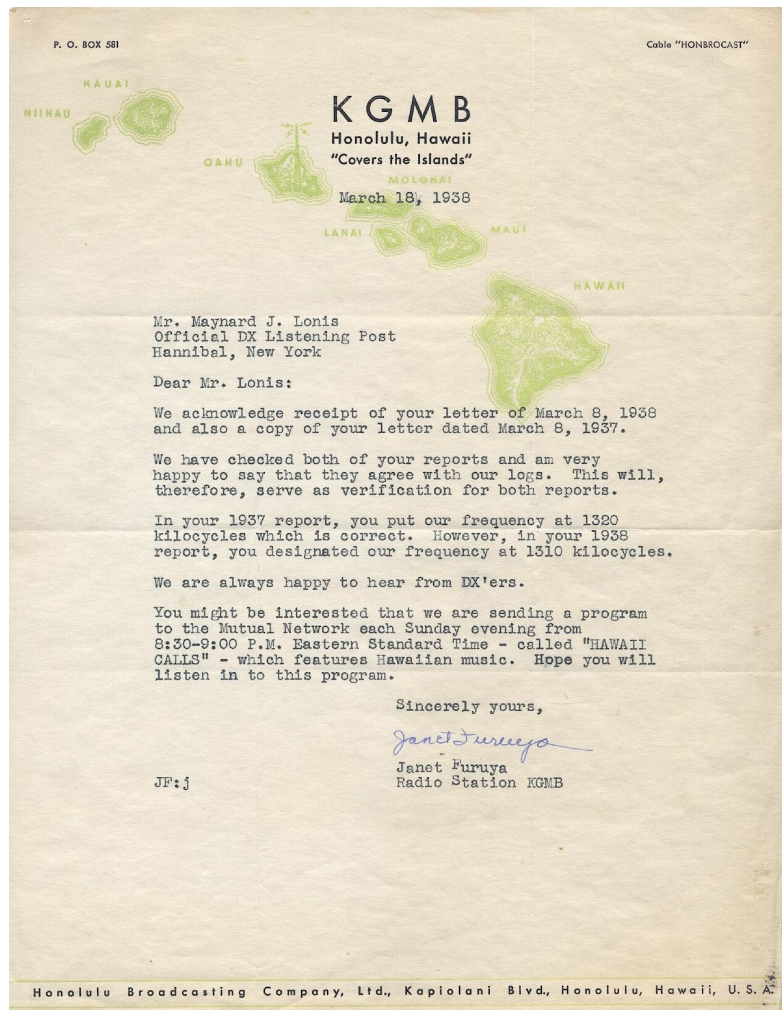 P. O. BOX 581
Cable "HONBROCAST"
KAUAI
NIIHAU
KGMB
Honolulu, Hawaii
"Covers the Islands"
OAHU
MOLOKAI
March 18, 1938
LANAI
MAUI
HAWAII
Mr. Maynard J. Lonis
Official DX Listening Post
Hannibal, New York
Dear Mr. Lonis:
We acknowledge receipt of your letter of March 8, 1938
and also a copy of your letter dated March 8, 1937.
We have checked both of your reports and am very
happy to say that they agree with our logs. This will,
therefore, serve as verification for both reports.
In your 1937 report, you put our frequency at 1320
kilocycles which is correct. However, in your 1938
report, you designated our frequency at 1310 kilocycles.
We are always happy to hear from DX'ers.
You might be interested that we are sending a program
to the Mutual Network each Sunday evening from
8:30-9:00 P.M. Eastern Standard Time - called "HAWAII
CALLS" - which features Hawaiian music. Hope you will
listen in to this program.
Sincerely yours,
Janet Furuya
Janet Furuya
JF:j
Radio Station KGMB
Honolulu Broadcasting Company, Ltd., Kapiolani Blvd., Honolulu, Hawaii, U. S. A.